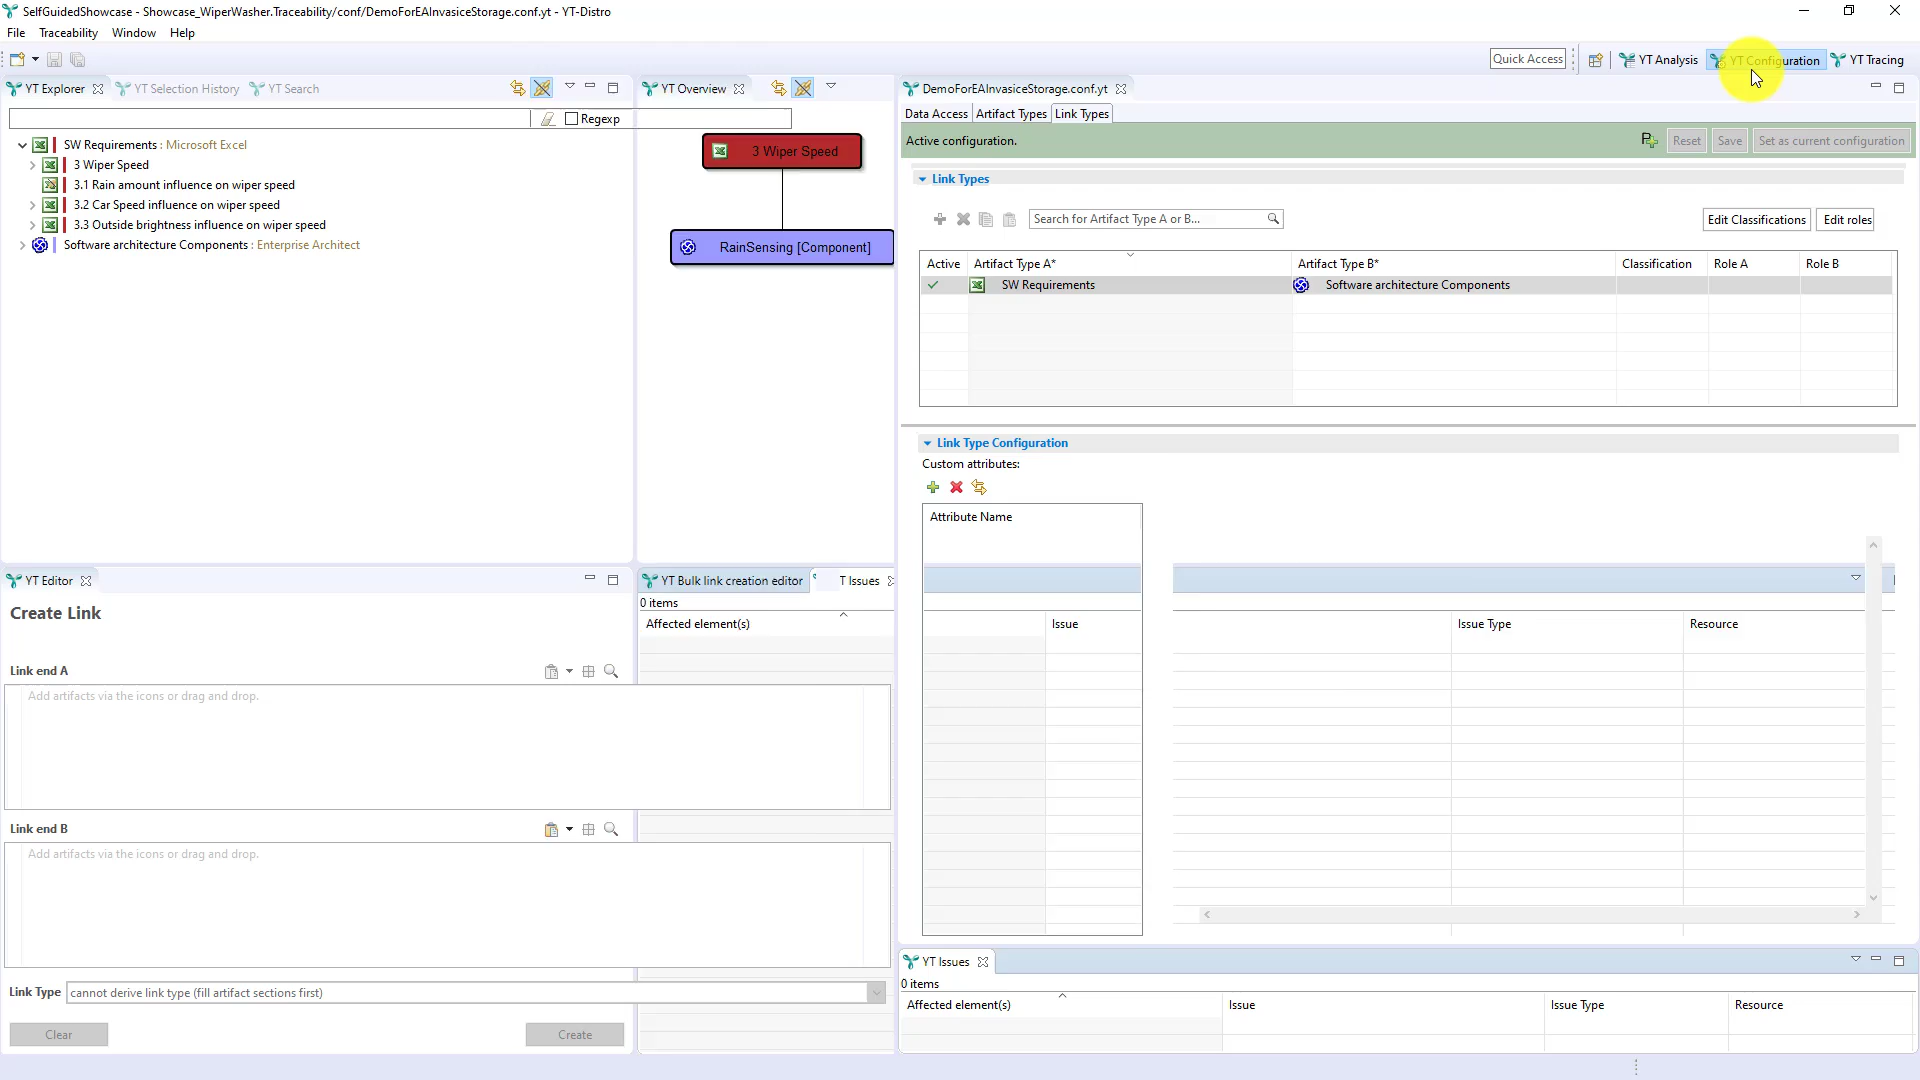 SelfGuidedShowcase - Showcase_WiperWasher.Traceability/conf/DemoForEAInvasiceStorage.conf.yt - YT-Distro
File Traceability Window Help
Quick Access YT Analysis YT Configuration YT Tracing
YT Explorer YT Selection History YT Search
Regexp
SW Requirements : Microsoft Excel
3 Wiper Speed
3.1 Rain amount influence on wiper speed
3.2 Car Speed influence on wiper speed
3.3 Outside brightness influence on wiper speed
Software architecture Components : Enterprise Architect
YT Overview
3 Wiper Speed
RainSensing [Component]
DemoForEAInvasiceStorage.conf.yt
Data Access Artifact Types Link Types
Active configuration. Reset Save Set as current configuration
Link Types
Search for Artifact Type A or B... Edit Classifications Edit roles
Active Artifact Type A* Artifact Type B* Classification Role A Role B
SW Requirements Software architecture Components
Link Type Configuration
Custom attributes:
Attribute Name
Issue Issue Type Resource
YT Editor
Create Link
Link end A
Add artifacts via the icons or drag and drop.
Link end B
Add artifacts via the icons or drag and drop.
Link Type cannot derive link type (fill artifact sections first)
Clear Create
YT Bulk link creation editor T Issues
0 items
Affected element(s)
YT Issues
0 items
Affected element(s) Issue Issue Type Resource